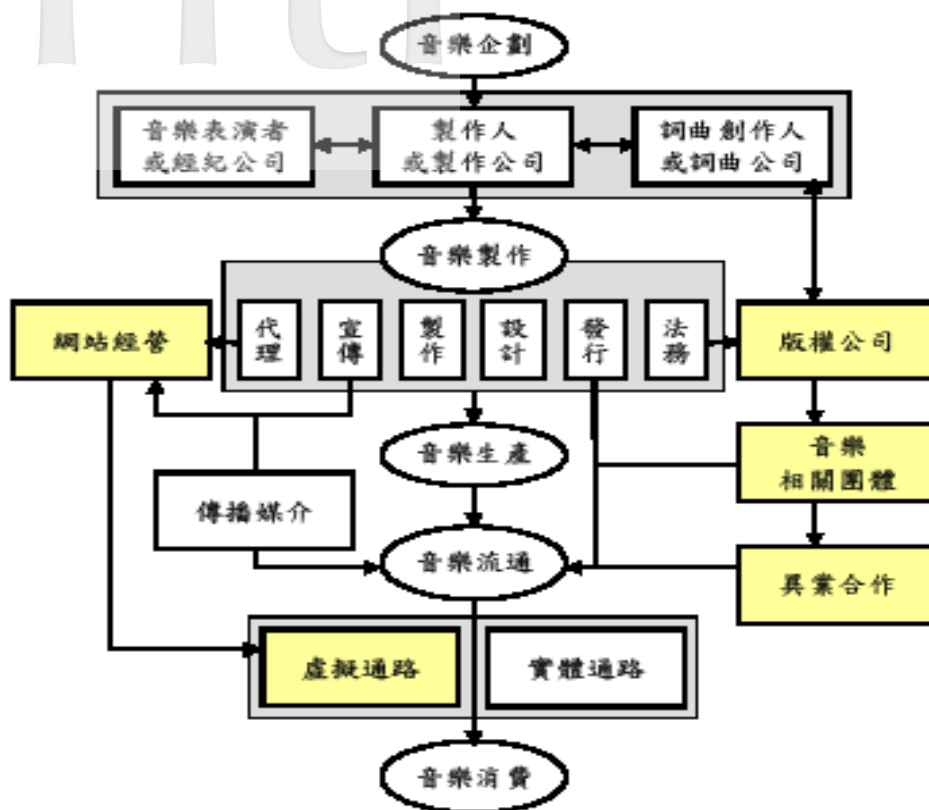 音樂企劃
音樂表演者
或經紀公司
製作人
或製作公司
詞曲創作人
或詞曲公司
音樂製作
網站經營
代理
宣傳
製作
設計
發行
法務
版權公司
音樂生產
音樂
相關團體
傳播媒介
音樂流通
異業合作
虛擬通路
實體通路
音樂消費